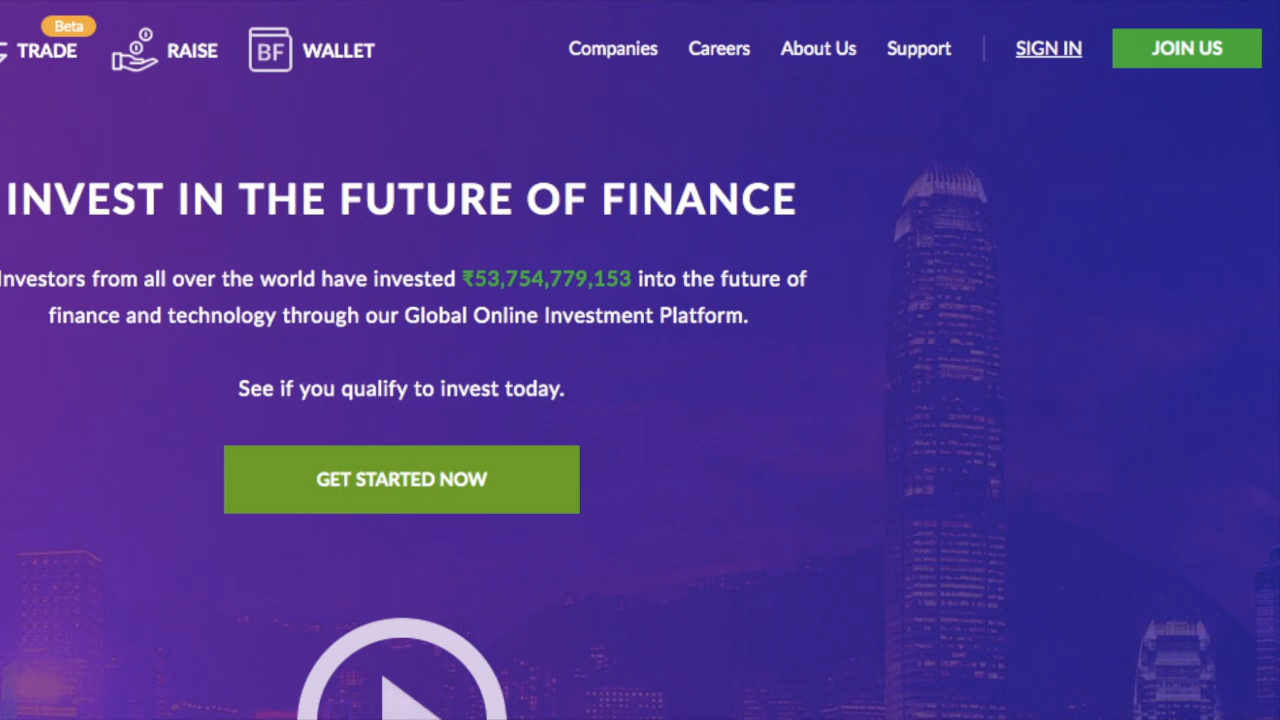 Beta
TRADE
RAISE
BF
WALLET
Companies
Careers
About Us
Support
SIGN IN
JOIN US
INVEST IN THE FUTURE OF FINANCE
Investors from all over the world have invested ₹53,754,779,153 into the future of
finance and technology through our Global Online Investment Platform.
See if you qualify to invest today.
GET STARTED NOW